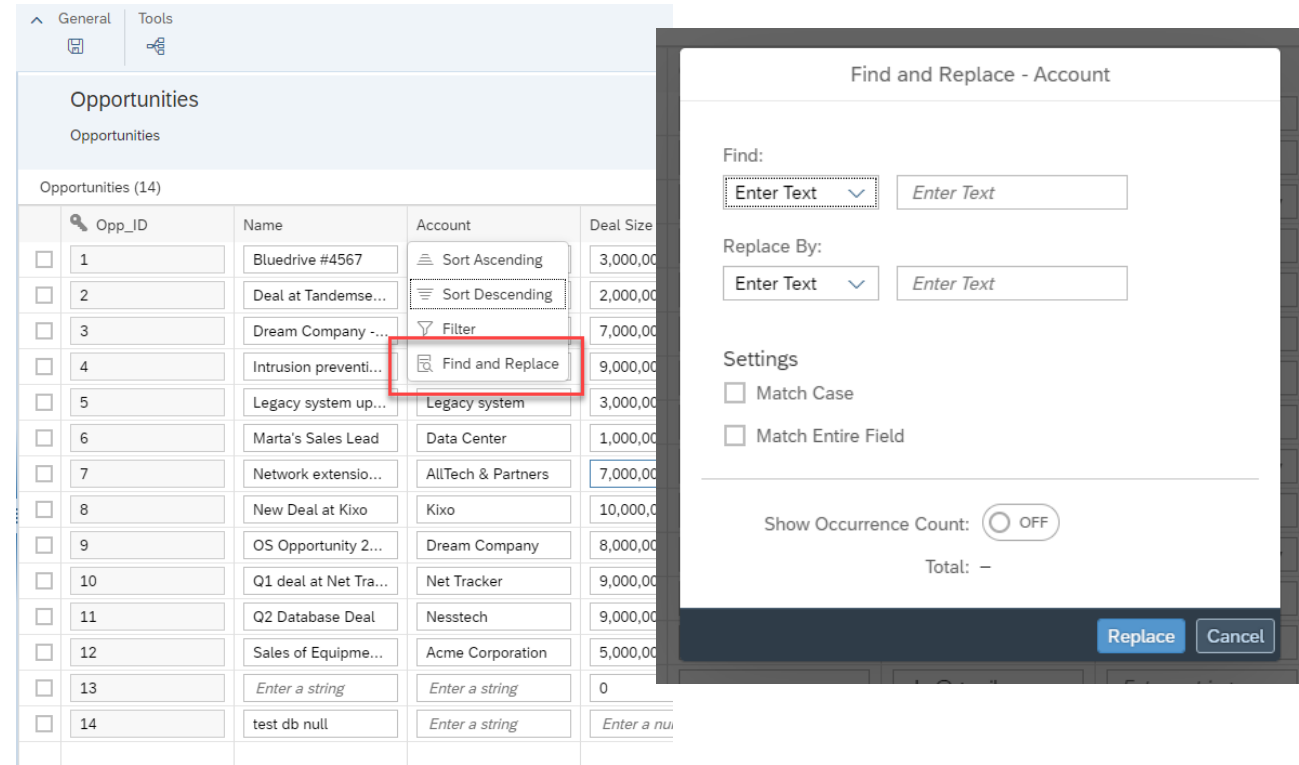 General Tools
Opportunities
Opportunities
Opportunities (14)
Opp_ID Name Account Deal Size
1 Bluedrive #4567 Sort Ascending 3,000,00
2 Deal at Tandemse... Sort Descending 2,000,00
3 Dream Company -... Filter 7,000,00
4 Intrusion preventi... Find and Replace 9,000,00
5 Legacy system up... Legacy system 3,000,00
6 Marta's Sales Lead Data Center 1,000,00
7 Network extensio... AllTech & Partners 7,000,00
8 New Deal at Kixo Kixo 10,000,0
9 OS Opportunity 2... Dream Company 8,000,00
10 Q1 deal at Net Tra... Net Tracker 9,000,00
11 Q2 Database Deal Nesstech 9,000,00
12 Sales of Equipme... Acme Corporation 5,000,00
13 Enter a string Enter a string 0
14 test db null Enter a string Enter a nu
Find and Replace - Account
Find:
Enter Text Enter Text
Replace By:
Enter Text Enter Text
Settings
Match Case
Match Entire Field
Show Occurrence Count: OFF
Total: –
Replace Cancel